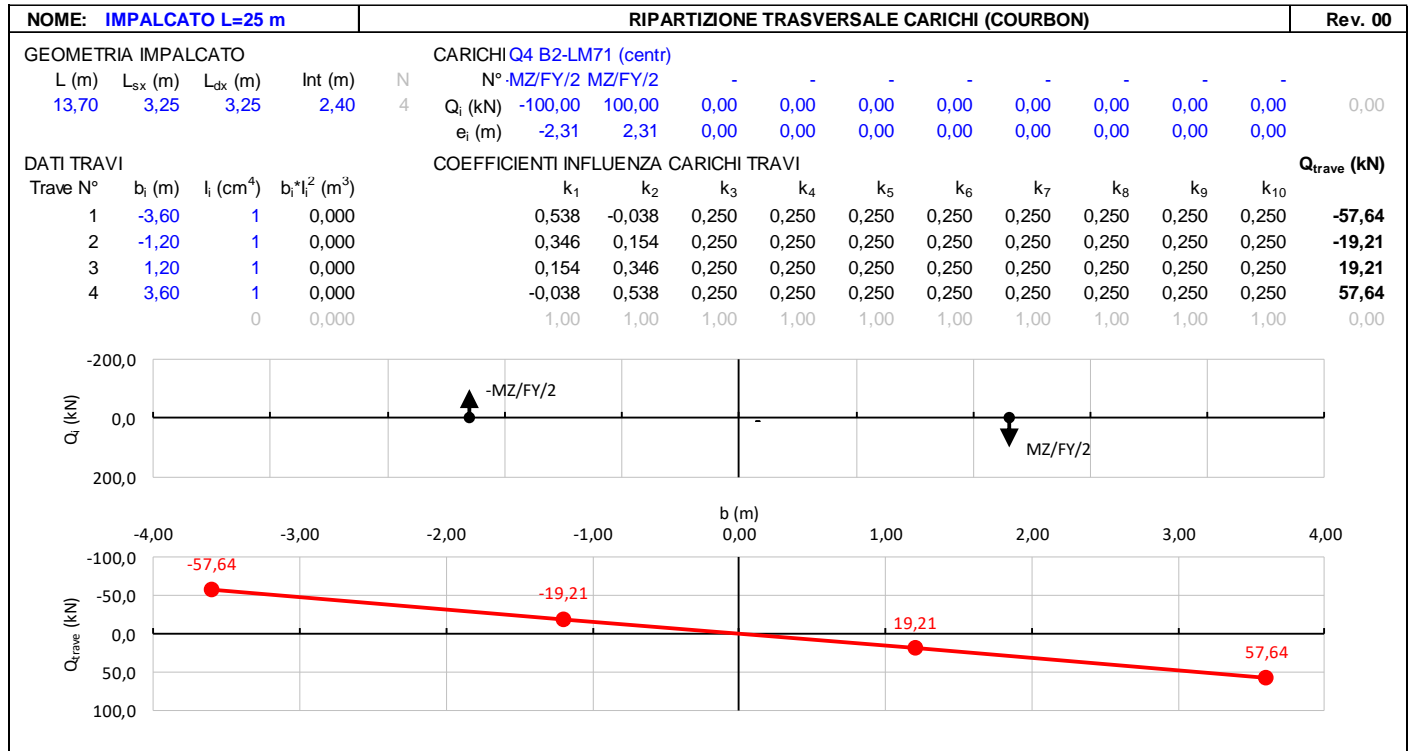 NOME: IMPALCATO L=25 m RIPARTIZIONE TRASVERSALE CARICHI (COURBON) Rev. 00
GEOMETRIA IMPALCATO CARICHI Q4 B2-LM71 (centr)
L (m) Lsx (m) Ldx (m) Int (m) N N° -MZ/FY/2 MZ/FY/2 - - - - - - - -
13,70 3,25 3,25 2,40 4 Qi (kN) -100,00 100,00 0,00 0,00 0,00 0,00 0,00 0,00 0,00 0,00 0,00
ei (m) -2,31 2,31 0,00 0,00 0,00 0,00 0,00 0,00 0,00 0,00
DATI TRAVI COEFFICIENTI INFLUENZA CARICHI TRAVI Qtrave (kN)
Trave N° bi (m) Ii (cm4) bi*Ii2 (m3) k1 k2 k3 k4 k5 k6 k7 k8 k9 k10
1 -3,60 1 0,000 0,538 -0,038 0,250 0,250 0,250 0,250 0,250 0,250 0,250 0,250 -57,64
2 -1,20 1 0,000 0,346 0,154 0,250 0,250 0,250 0,250 0,250 0,250 0,250 0,250 -19,21
3 1,20 1 0,000 0,154 0,346 0,250 0,250 0,250 0,250 0,250 0,250 0,250 0,250 19,21
4 3,60 1 0,000 -0,038 0,538 0,250 0,250 0,250 0,250 0,250 0,250 0,250 0,250 57,64
0 0,000 1,00 1,00 1,00 1,00 1,00 1,00 1,00 1,00 1,00 1,00 0,00
-200,0
-MZ/FY/2
0,0
-
Qi (kN)
MZ/FY/2
200,0
b (m)
-4,00 -3,00 -2,00 -1,00 0,00 1,00 2,00 3,00 4,00
-100,0
-57,64
-50,0
-19,21
0,0
19,21
Qtrave (kN)
57,64
50,0
100,0